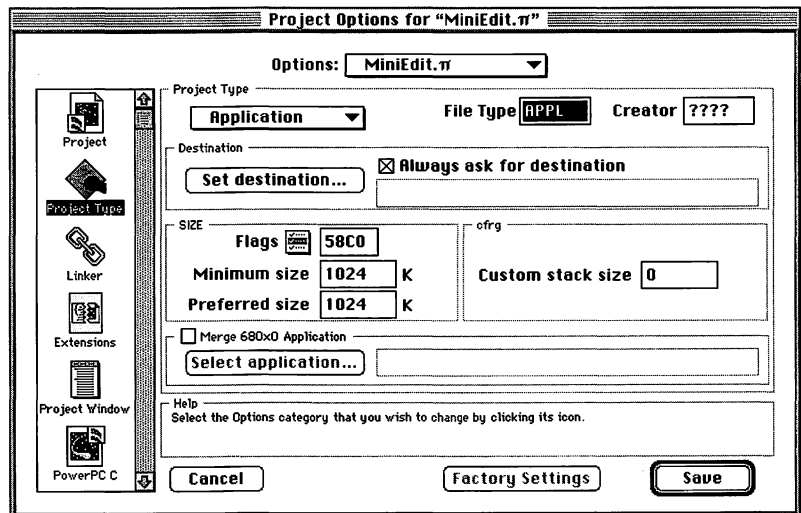 Project Options for “MiniEdit.π”
Options: MiniEdit.π
Project
Project Type
Linker
Extensions
Project Window
PowerPC C
Project Type
Application
File Type APPL
Creator ????
Destination
Set destination...
Always ask for destination
SIZE
Flags 58C0
Minimum size 1024 K
Preferred size 1024 K
cfrg
Custom stack size 0
Merge 680x0 Application
Select application...
Help
Select the Options category that you wish to change by clicking its icon.
Cancel
Factory Settings
Save